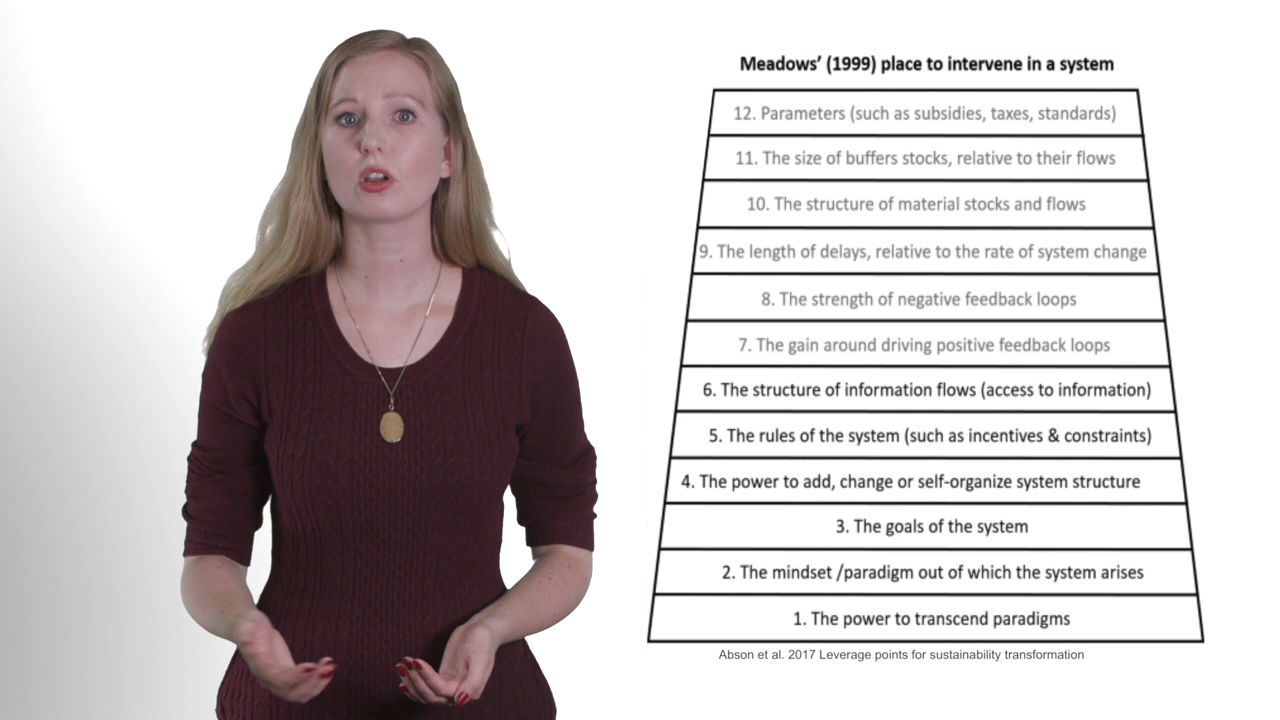 Meadows' (1999) place to intervene in a system
12. Parameters (such as subsidies, taxes, standards)
11. The size of buffers stocks, relative to their flows
10. The structure of material stocks and flows
9. The length of delays, relative to the rate of system change
8. The strength of negative feedback loops
7. The gain around driving positive feedback loops
6. The structure of information flows (access to information)
5. The rules of the system (such as incentives & constraints)
4. The power to add, change or self-organize system structure
3. The goals of the system
2. The mindset /paradigm out of which the system arises
1. The power to transcend paradigms
Abson et al. 2017 Leverage points for sustainability transformation